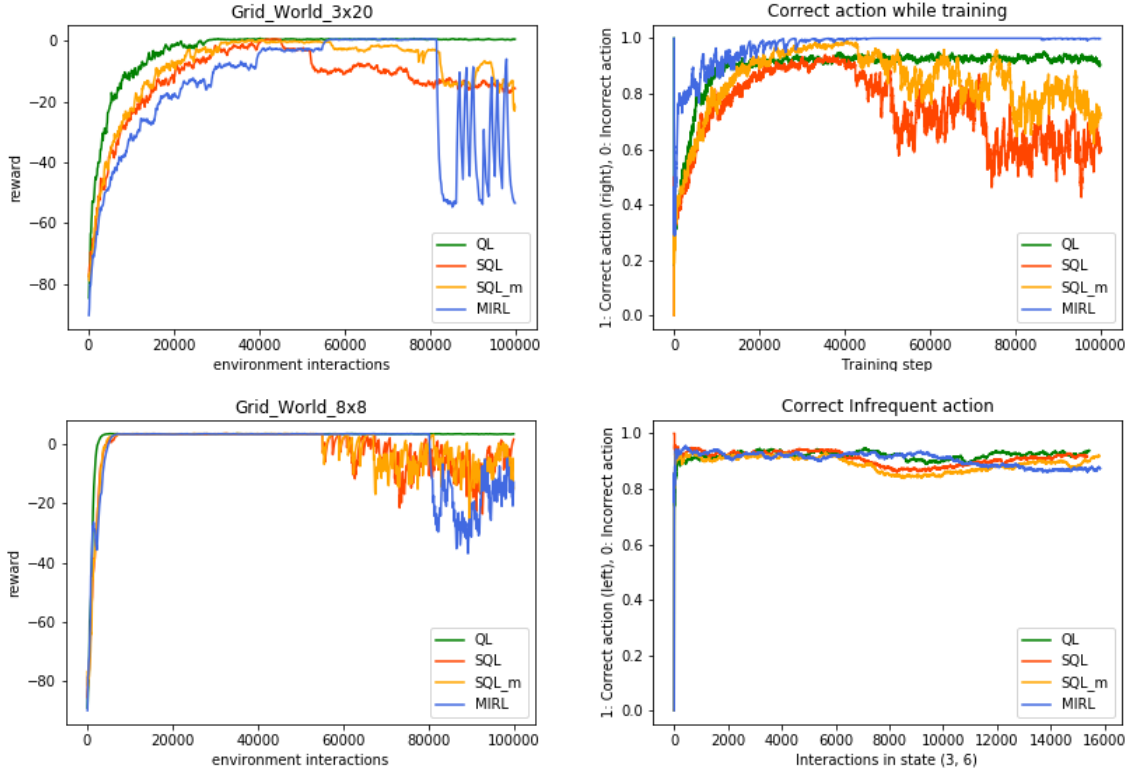 Grid_World_3x20
reward
0
−20
−40
−60
−80
0 20000 40000 60000 80000 100000
environment interactions
QL
SQL
SQL_m
MIRL
Correct action while training
1: Correct action (right), 0: Incorrect action
1.0
0.8
0.6
0.4
0.2
0.0
0 20000 40000 60000 80000 100000
Training step
QL
SQL
SQL_m
MIRL
Grid_World_8x8
reward
0
−20
−40
−60
−80
0 20000 40000 60000 80000 100000
environment interactions
QL
SQL
SQL_m
MIRL
Correct Infrequent action
1: Correct action (left), 0: Incorrect action
1.0
0.8
0.6
0.4
0.2
0.0
0 2000 4000 6000 8000 10000 12000 14000 16000
Interactions in state (3, 6)
QL
SQL
SQL_m
MIRL